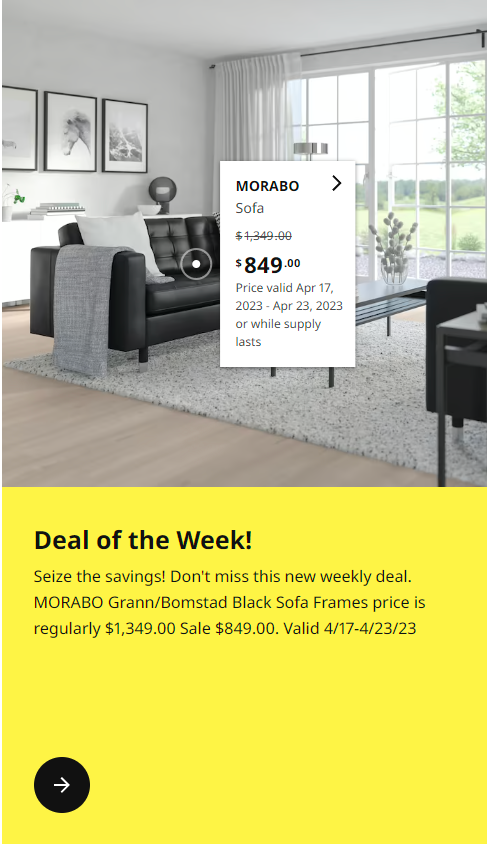 MORABO
Sofa
$1,349.00
$849.00
Price valid Apr 17,
2023 - Apr 23, 2023
or while supply
lasts
Deal of the Week!
Seize the savings! Don't miss this new weekly deal.
MORABO Grann/Bomstad Black Sofa Frames price is
regularly $1,349.00 Sale $849.00. Valid 4/17-4/23/23